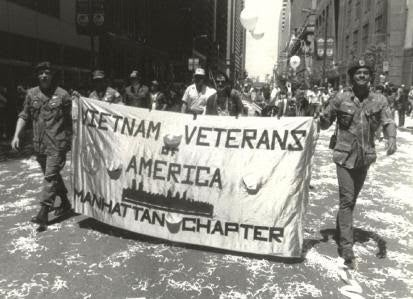 VIETNAM VETERANS
OF
AMERICA
MANHATTAN CHAPTER